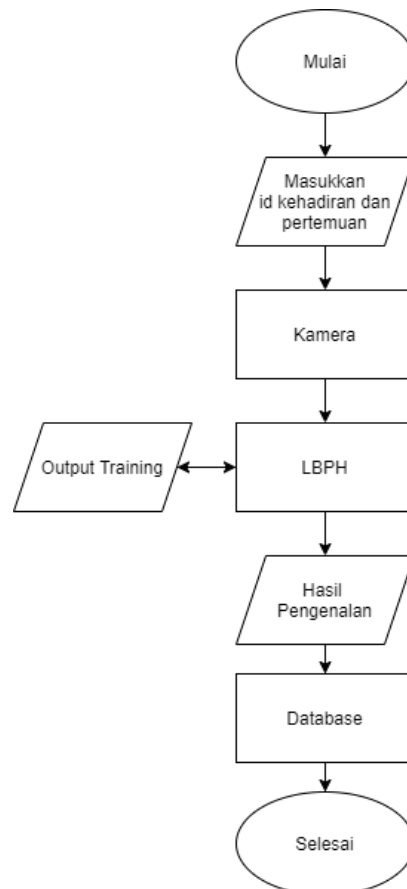 Mulai
Masukkan
id kehadiran dan
pertemuan
Kamera
Output Training
LBPH
Hasil
Pengenalan
Database
Selesai